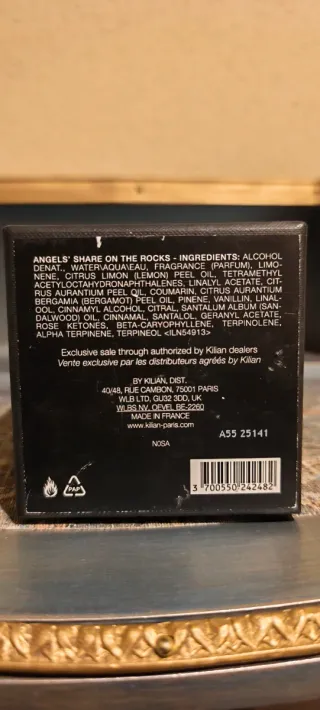 ANGELS' SHARE ON THE ROCKS - INGREDIENTS: ALCOHOL
DENAT., WATER\AQUA\EAU, FRAGRANCE (PARFUM), LIMO-
NENE, CITRUS LIMON (LEMON) PEEL OIL, TETRAMETHYL
ACETYLOCTAHYDRONAPHTHALENES, LINALYL ACETATE, CIT-
RUS AURANTIUM PEEL OIL, COUMARIN, CITRUS AURANTIUM
BERGAMIA (BERGAMOT) PEEL OIL, PINENE, VANILLIN, LINAL-
OOL, CINNAMYL ALCOHOL, CITRAL, SANTALUM ALBUM (SAN-
DALWOOD) OIL, CINNAMAL, SANTALOL, GERANYL ACETATE,
ROSE KETONES, BETA-CARYOPHYLLENE, TERPINOLENE,
ALPHA TERPINENE, TERPINEOL <ILN54913>
Exclusive sale through authorized by Kilian dealers
Vente exclusive par les distributeurs agréés by Kilian
BY KILIAN, DIST.
40/48, RUE CAMBON, 75001 PARIS
WLB LTD, GU32 3DD, UK
WLBS NV, OEVEL BE-2260
MADE IN FRANCE
www.kilian-paris.com
N0SA
A55 25141
PAP
3 700550 242482